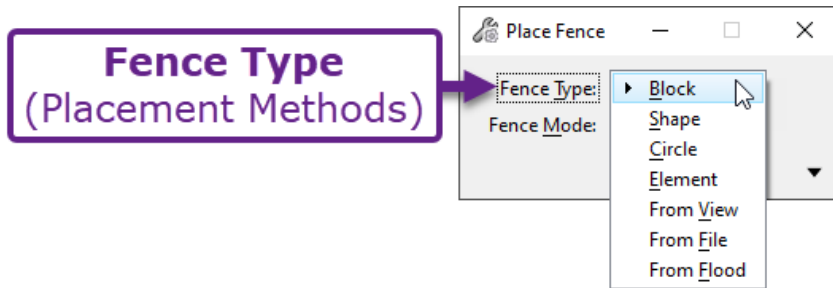 Place Fence
Fence Type
(Placement Methods)
Fence Type:
Block
Fence Mode:
Shape
Circle
Element
From View
From File
From Flood